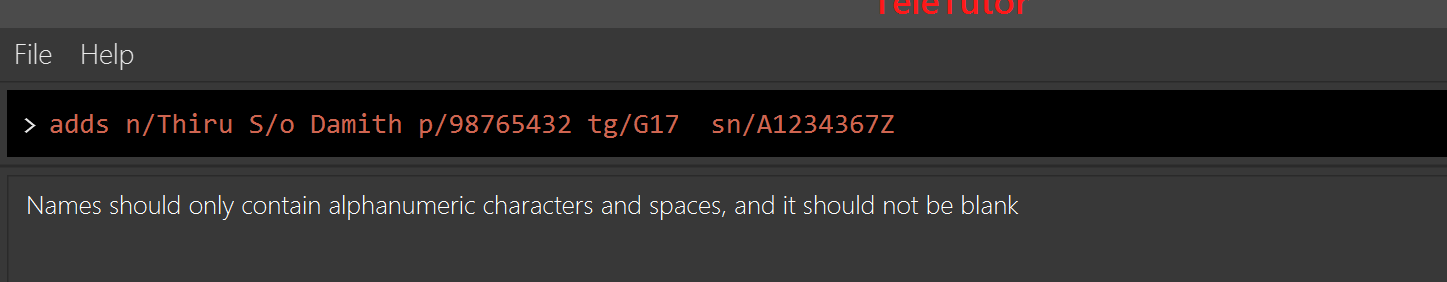 TeleTutor
File Help
> adds n/Thiru S/o Damith p/98765432 tg/G17  sn/A1234367Z
Names should only contain alphanumeric characters and spaces, and it should not be blank